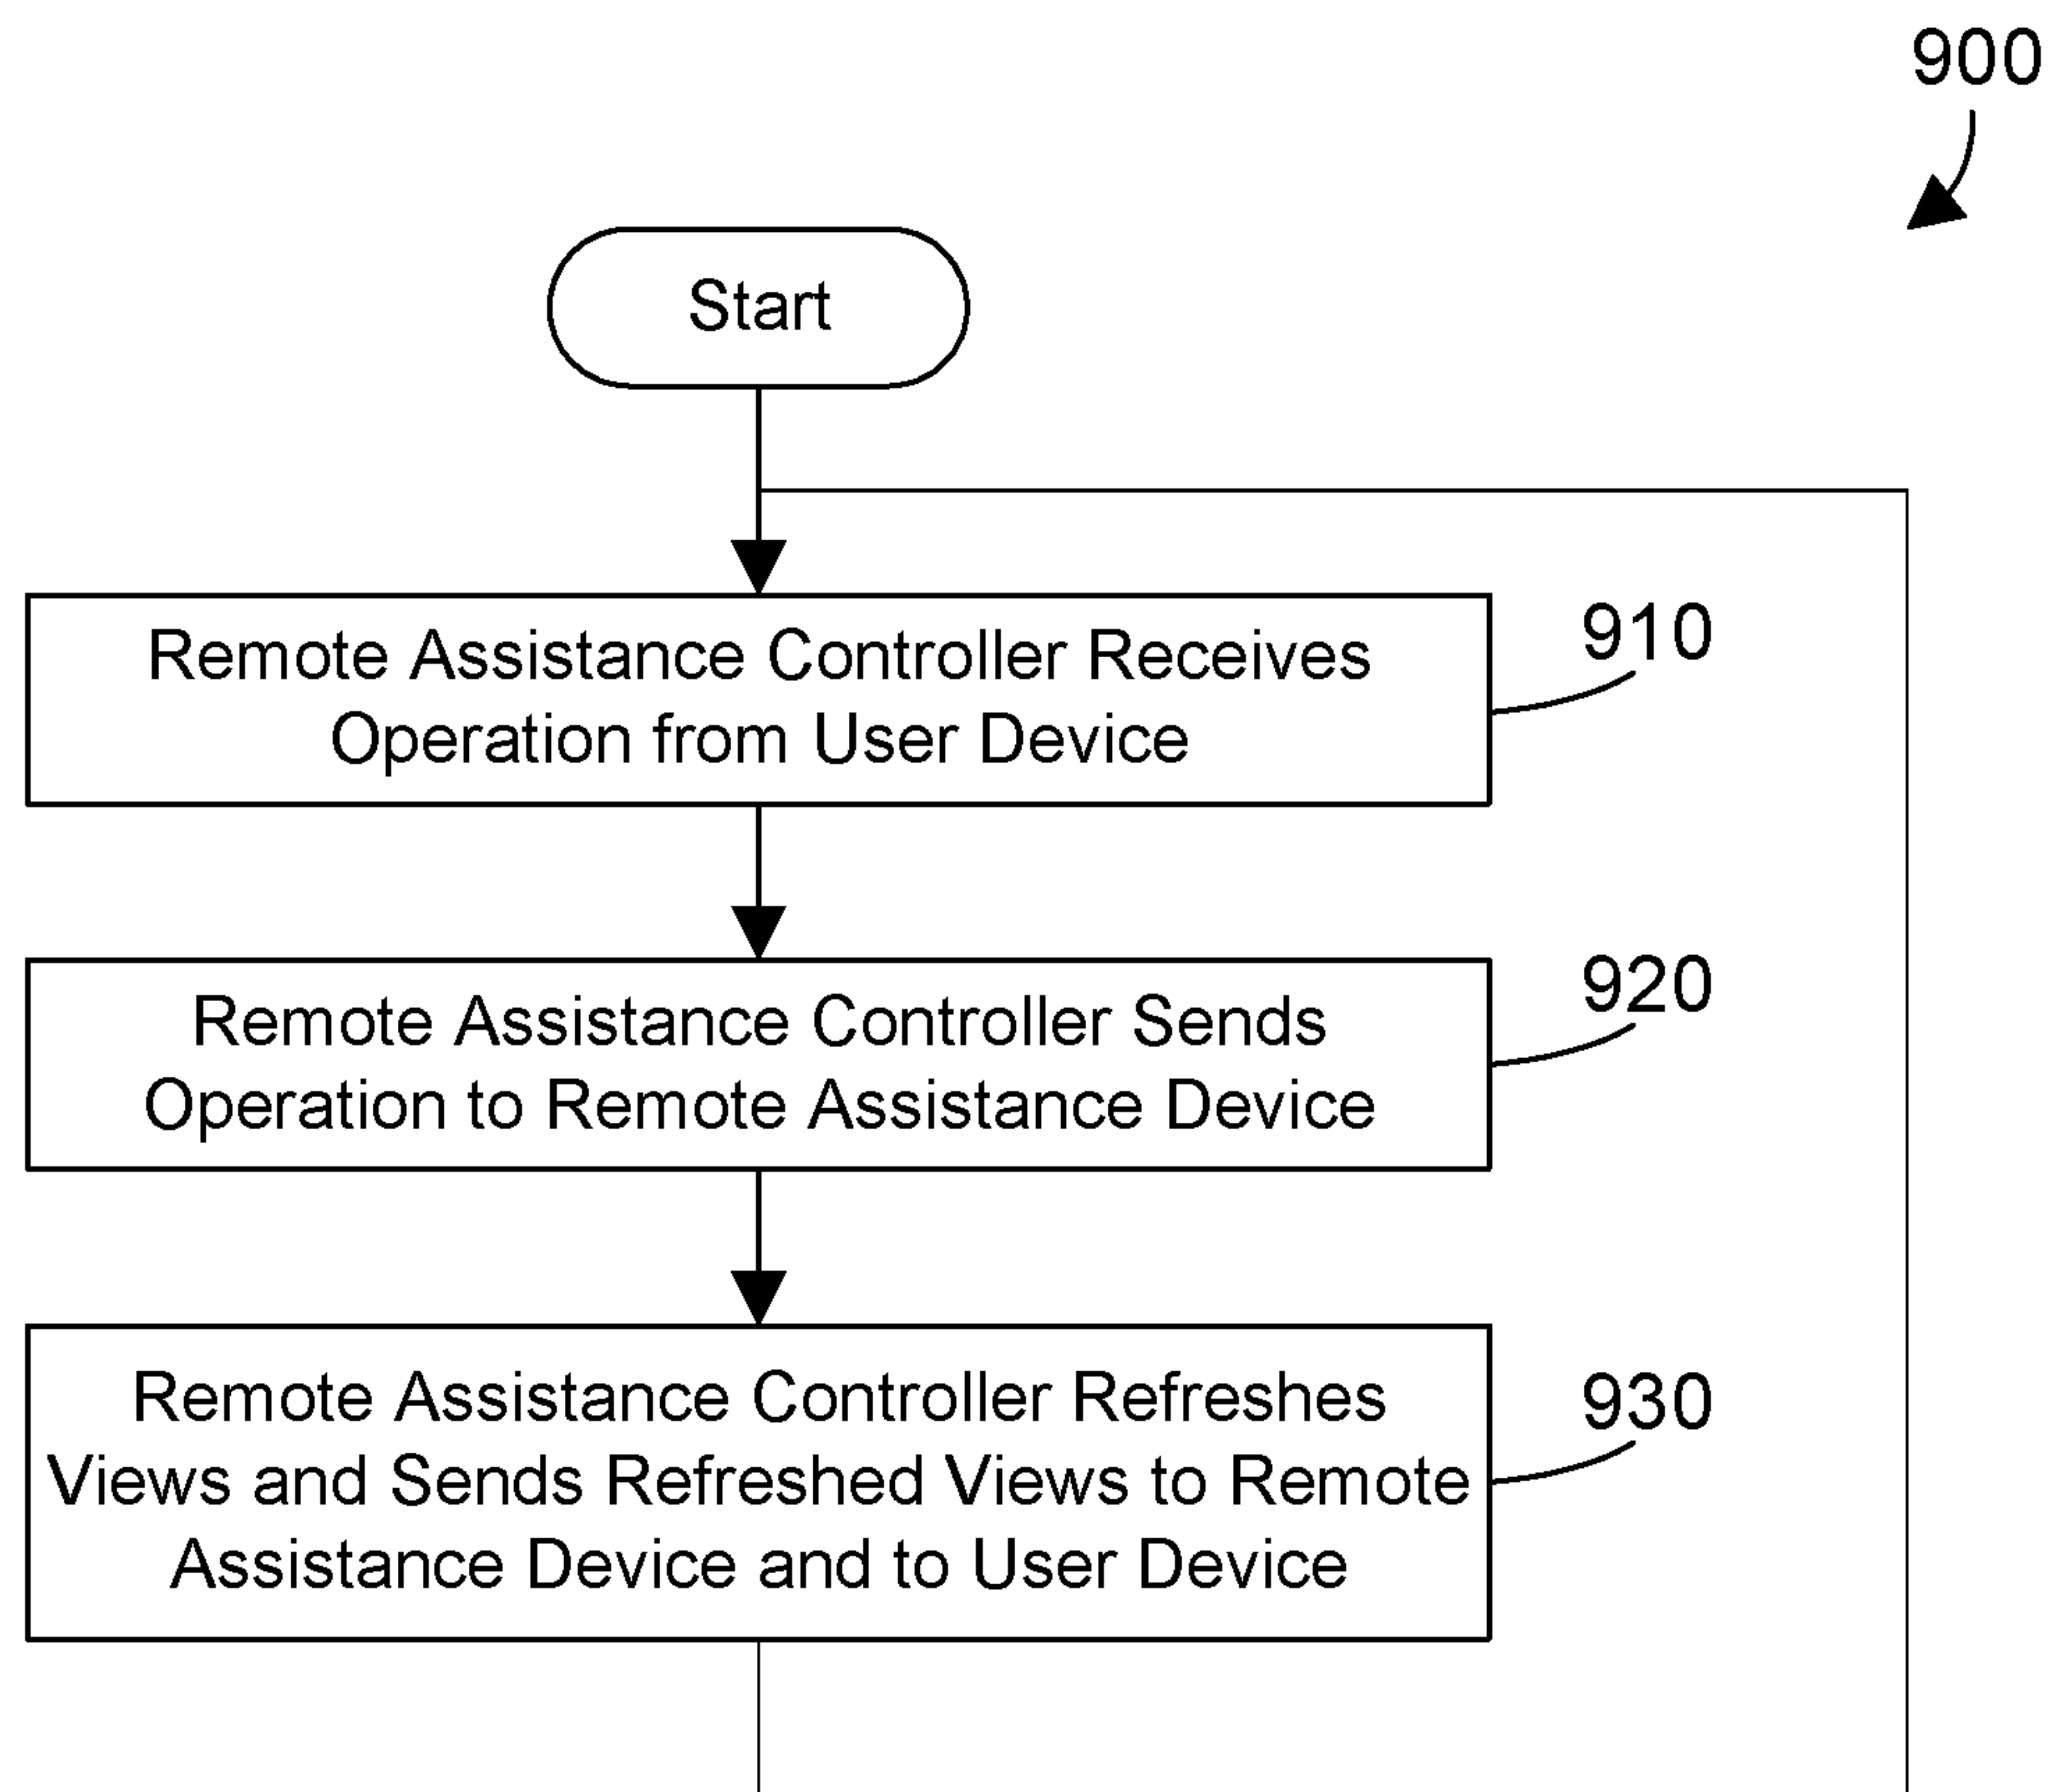 900
Start
Remote Assistance Controller Receives
Operation from User Device
910
Remote Assistance Controller Sends
Operation to Remote Assistance Device
920
Remote Assistance Controller Refreshes
Views and Sends Refreshed Views to Remote
Assistance Device and to User Device
930